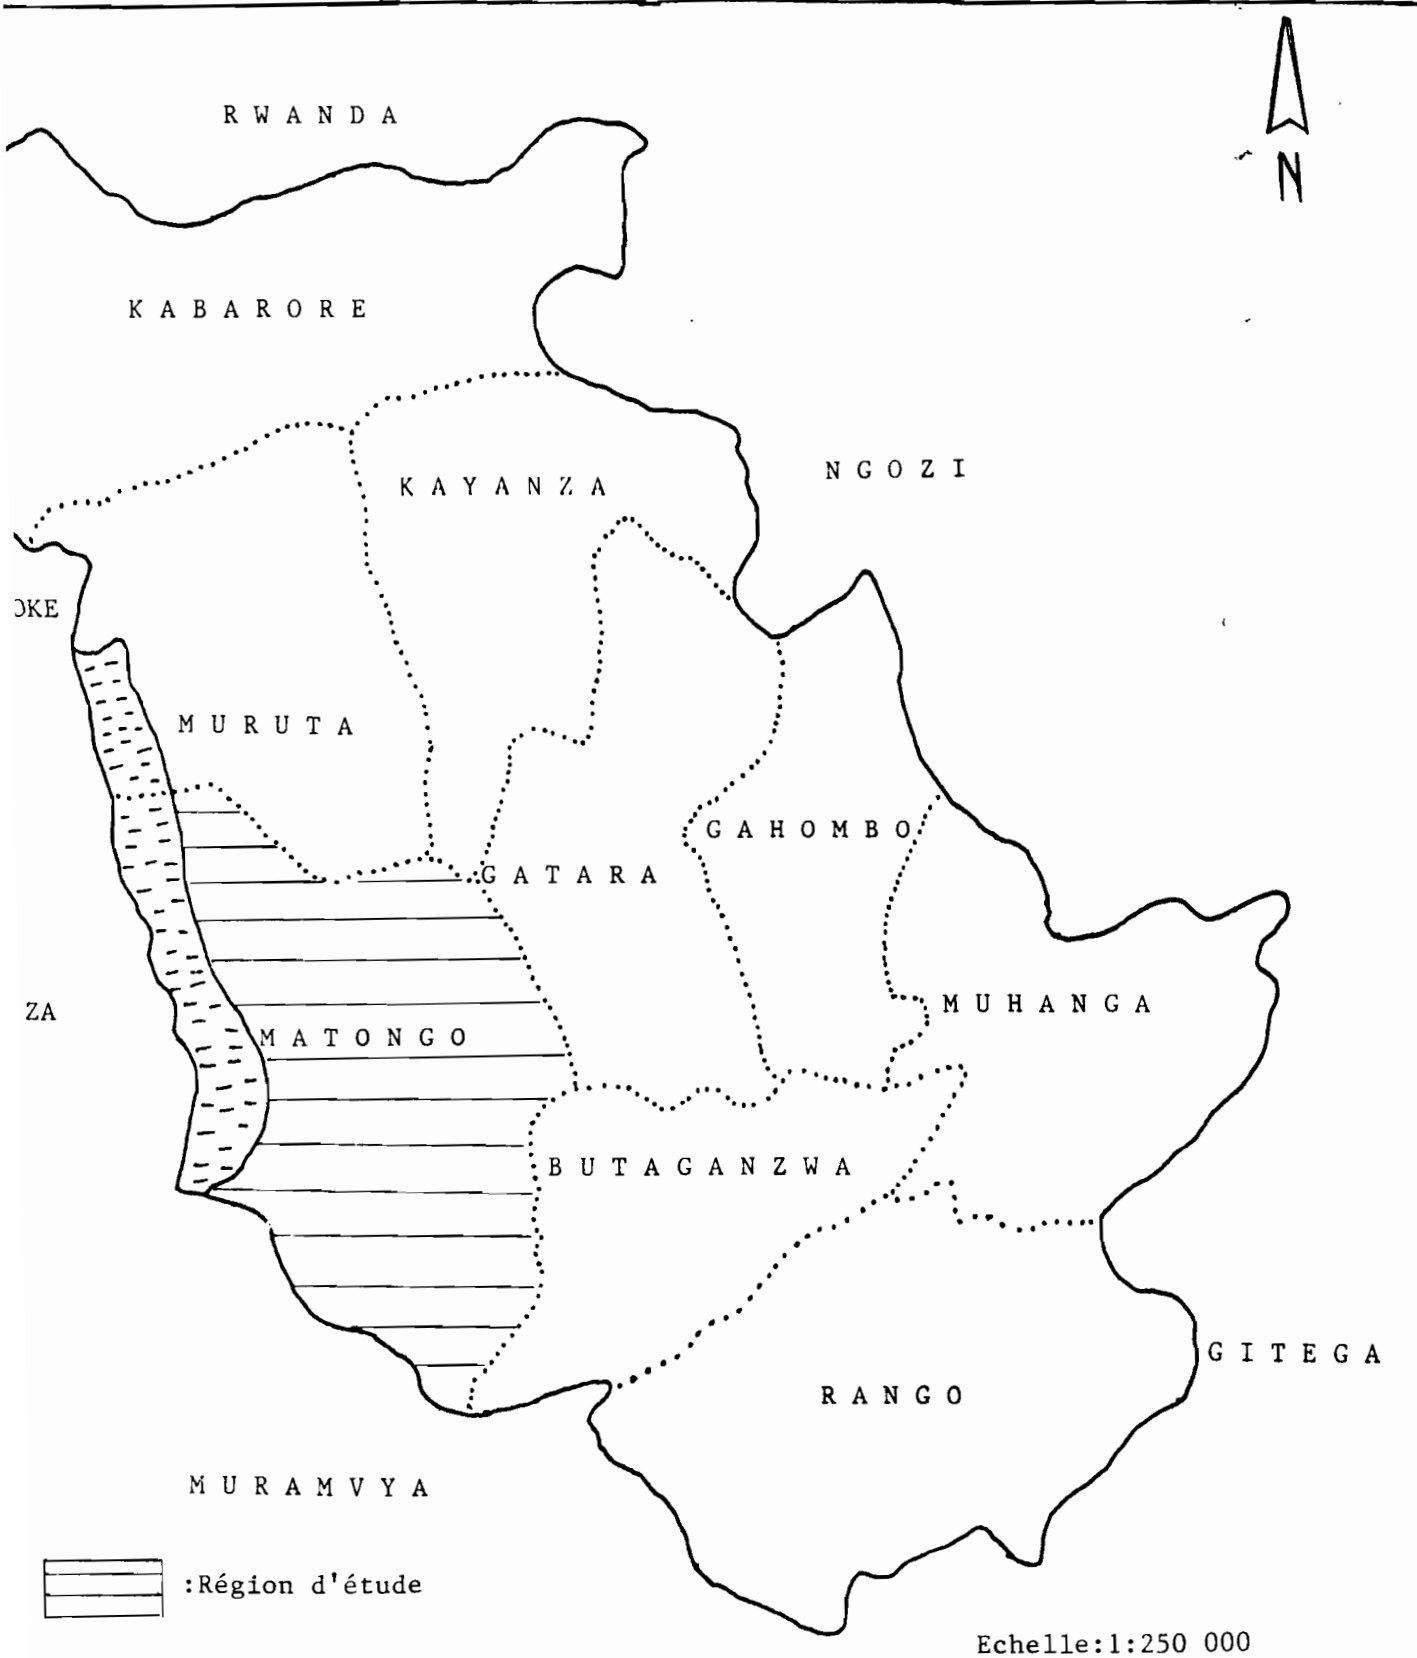 RWANDA
N
KABARORE
NGOZI
KAYANZA
OKE
MURUTA
GAHOMBO
GATARA
MUHANGA
ZA
MATONGO
BUTAGANZWA
GITEGA
RANGO
MURAMVYA
:Région d'étude
Echelle:1:250 000